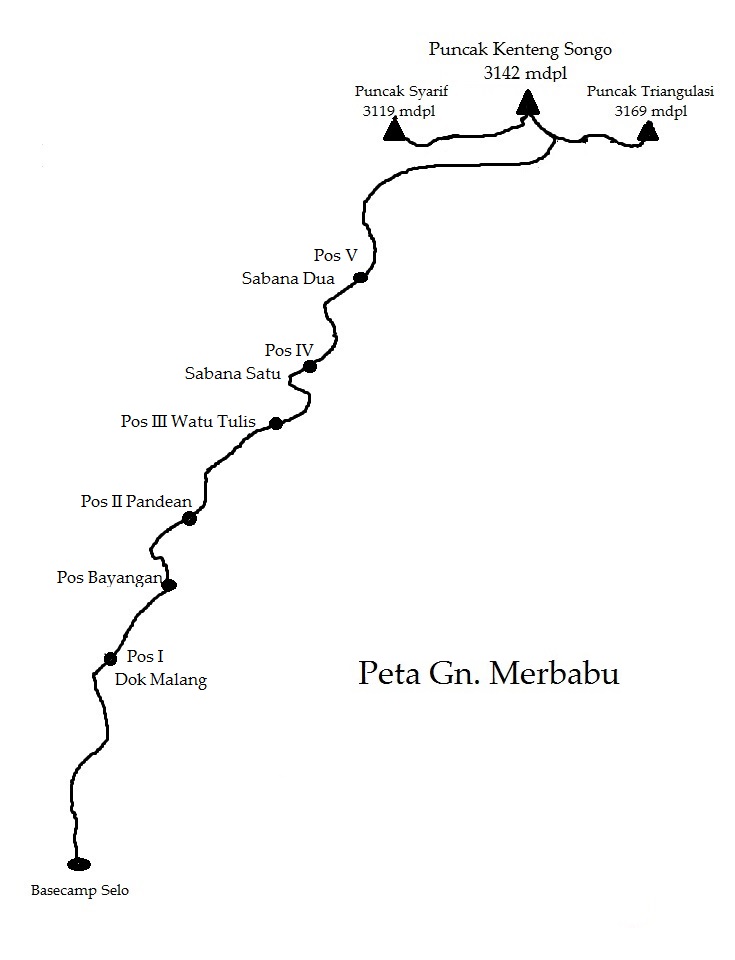 Puncak Kenteng Songo
3142 mdpl
Puncak Syarif
3119 mdpl
Puncak Triangulasi
3169 mdpl
Pos V
Sabana Dua
Pos IV
Sabana Satu
Pos III Watu Tulis
Pos II Pandean
Pos Bayangan
Pos I
Dok Malang
Peta Gn. Merbabu
Basecamp Selo